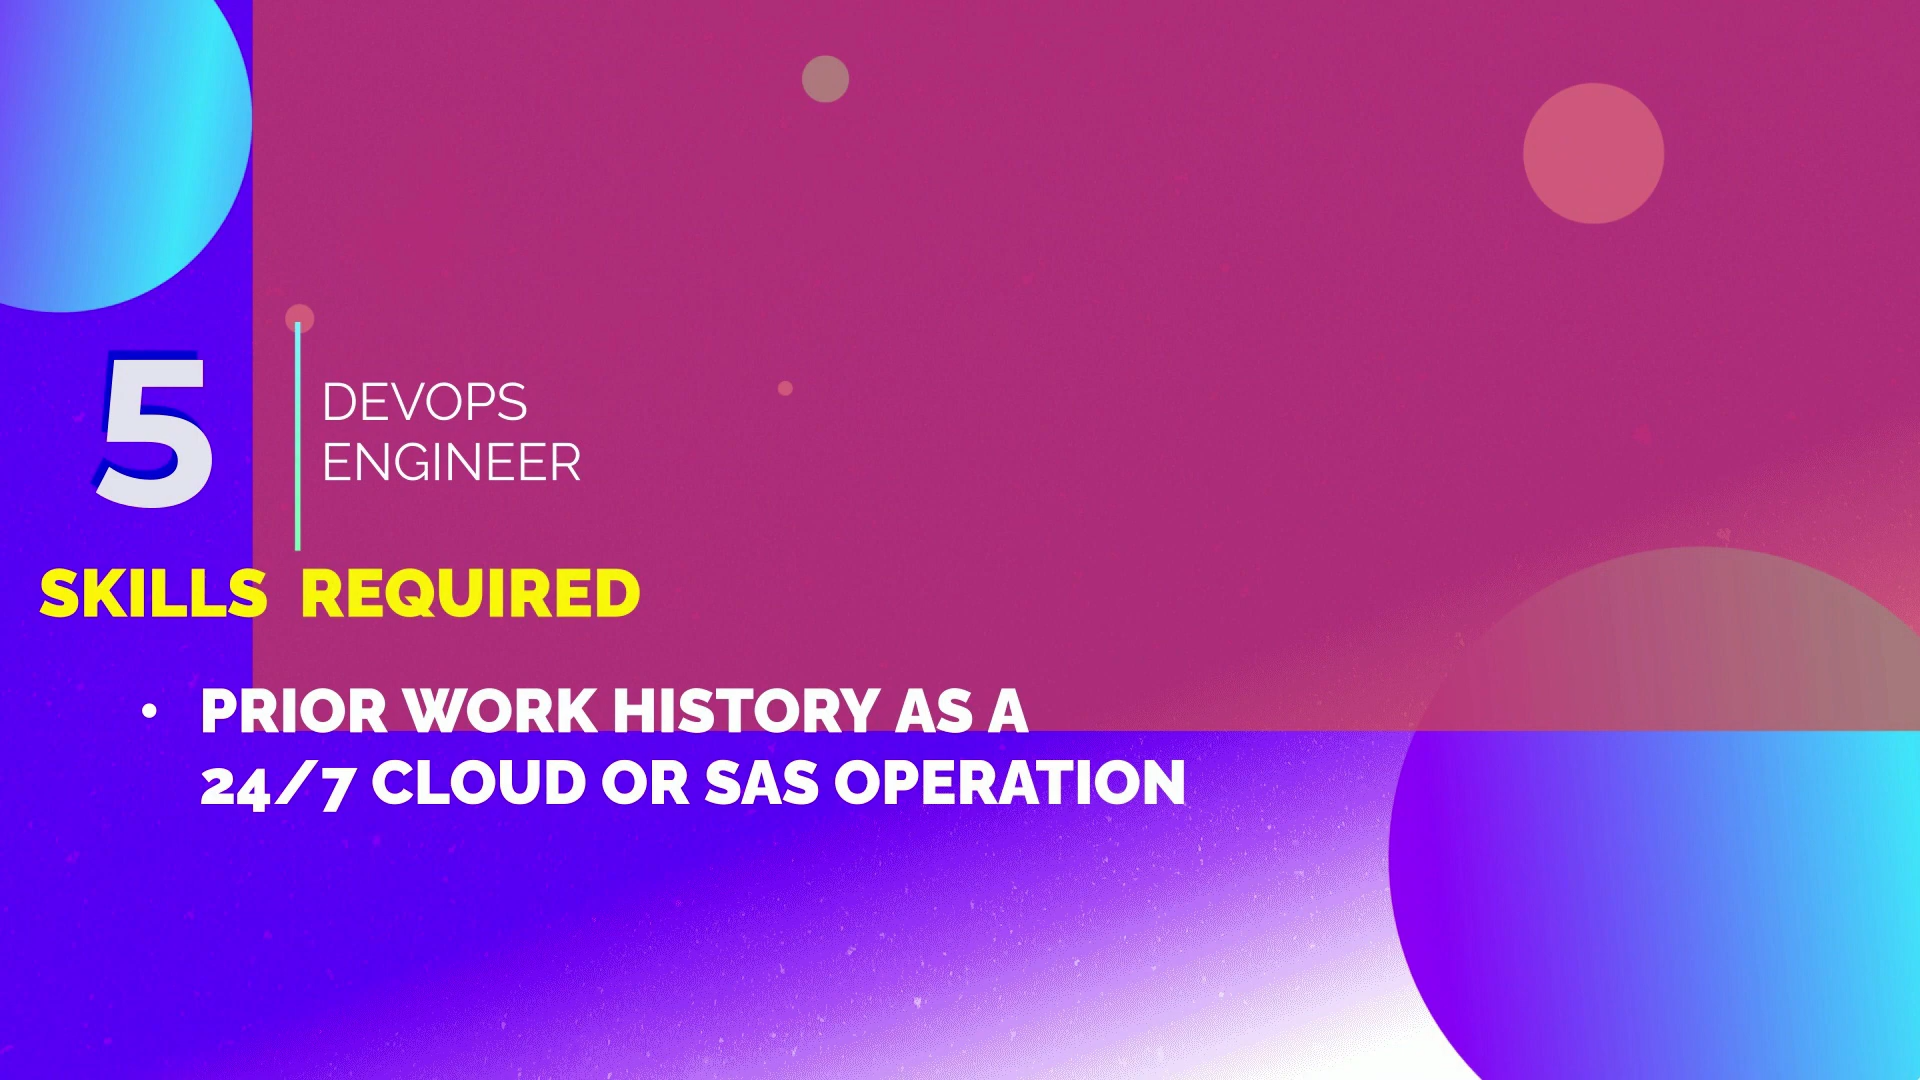 5
DEVOPS
ENGINEER
SKILLS REQUIRED
• PRIOR WORK HISTORY AS A
24/7 CLOUD OR SAS OPERATION